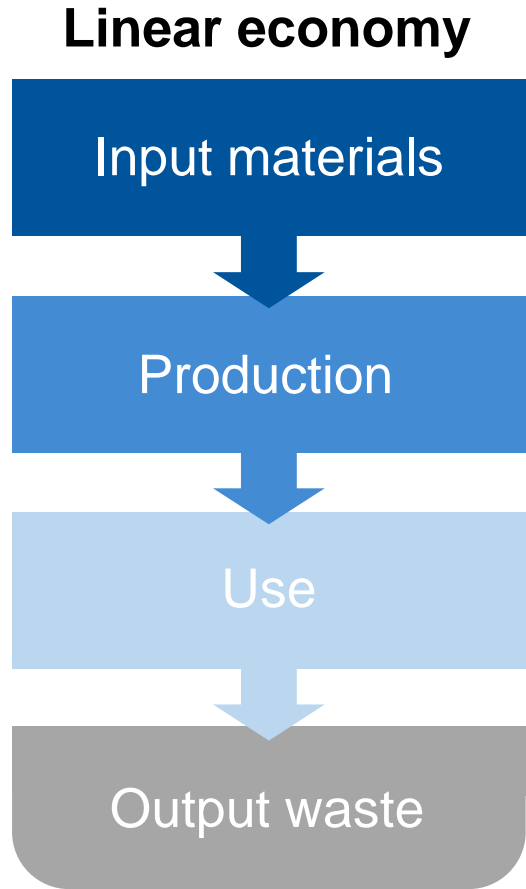 Linear economy
Input materials
Production
Use
Output waste